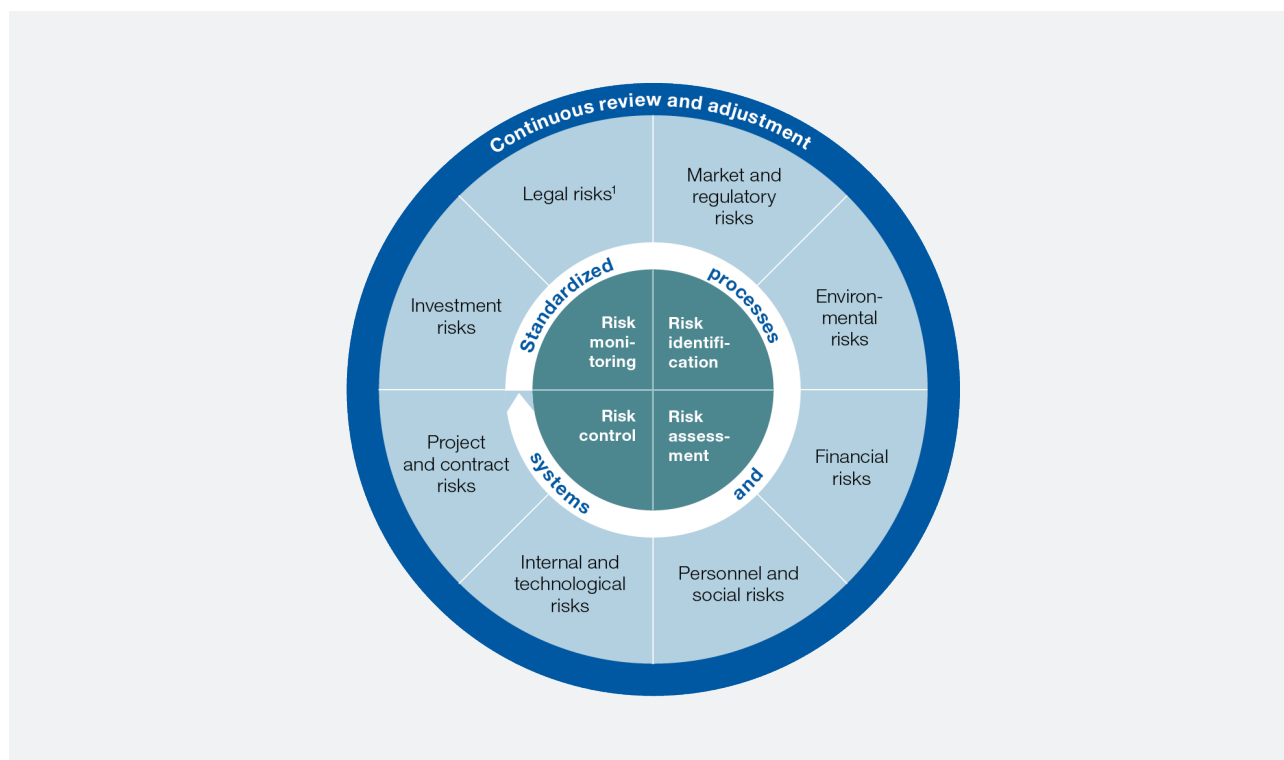 Continuous review and adjustment
Legal risks¹
Market and
regulatory
risks
Environ-
mental
risks
Financial
risks
Personnel and
social risks
Internal and
technological
risks
Project
and contract
risks
Investment
risks
Standardized processes and systems
Risk
moni-
toring
Risk
identifi-
cation
Risk
assess-
ment
Risk
control